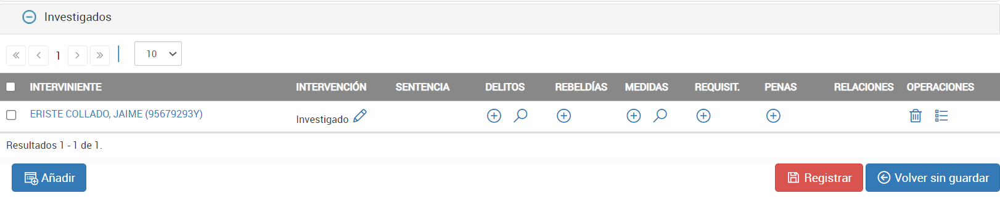 Investigados
« ‹ 1 › » 10
INTERVINIENTE INTERVENCIÓN SENTENCIA DELITOS REBELDÍAS MEDIDAS REQUISIT. PENAS RELACIONES OPERACIONES
ERISTE COLLADO, JAIME (95679293Y) Investigado
Resultados 1 - 1 de 1.
Añadir Registrar Volver sin guardar